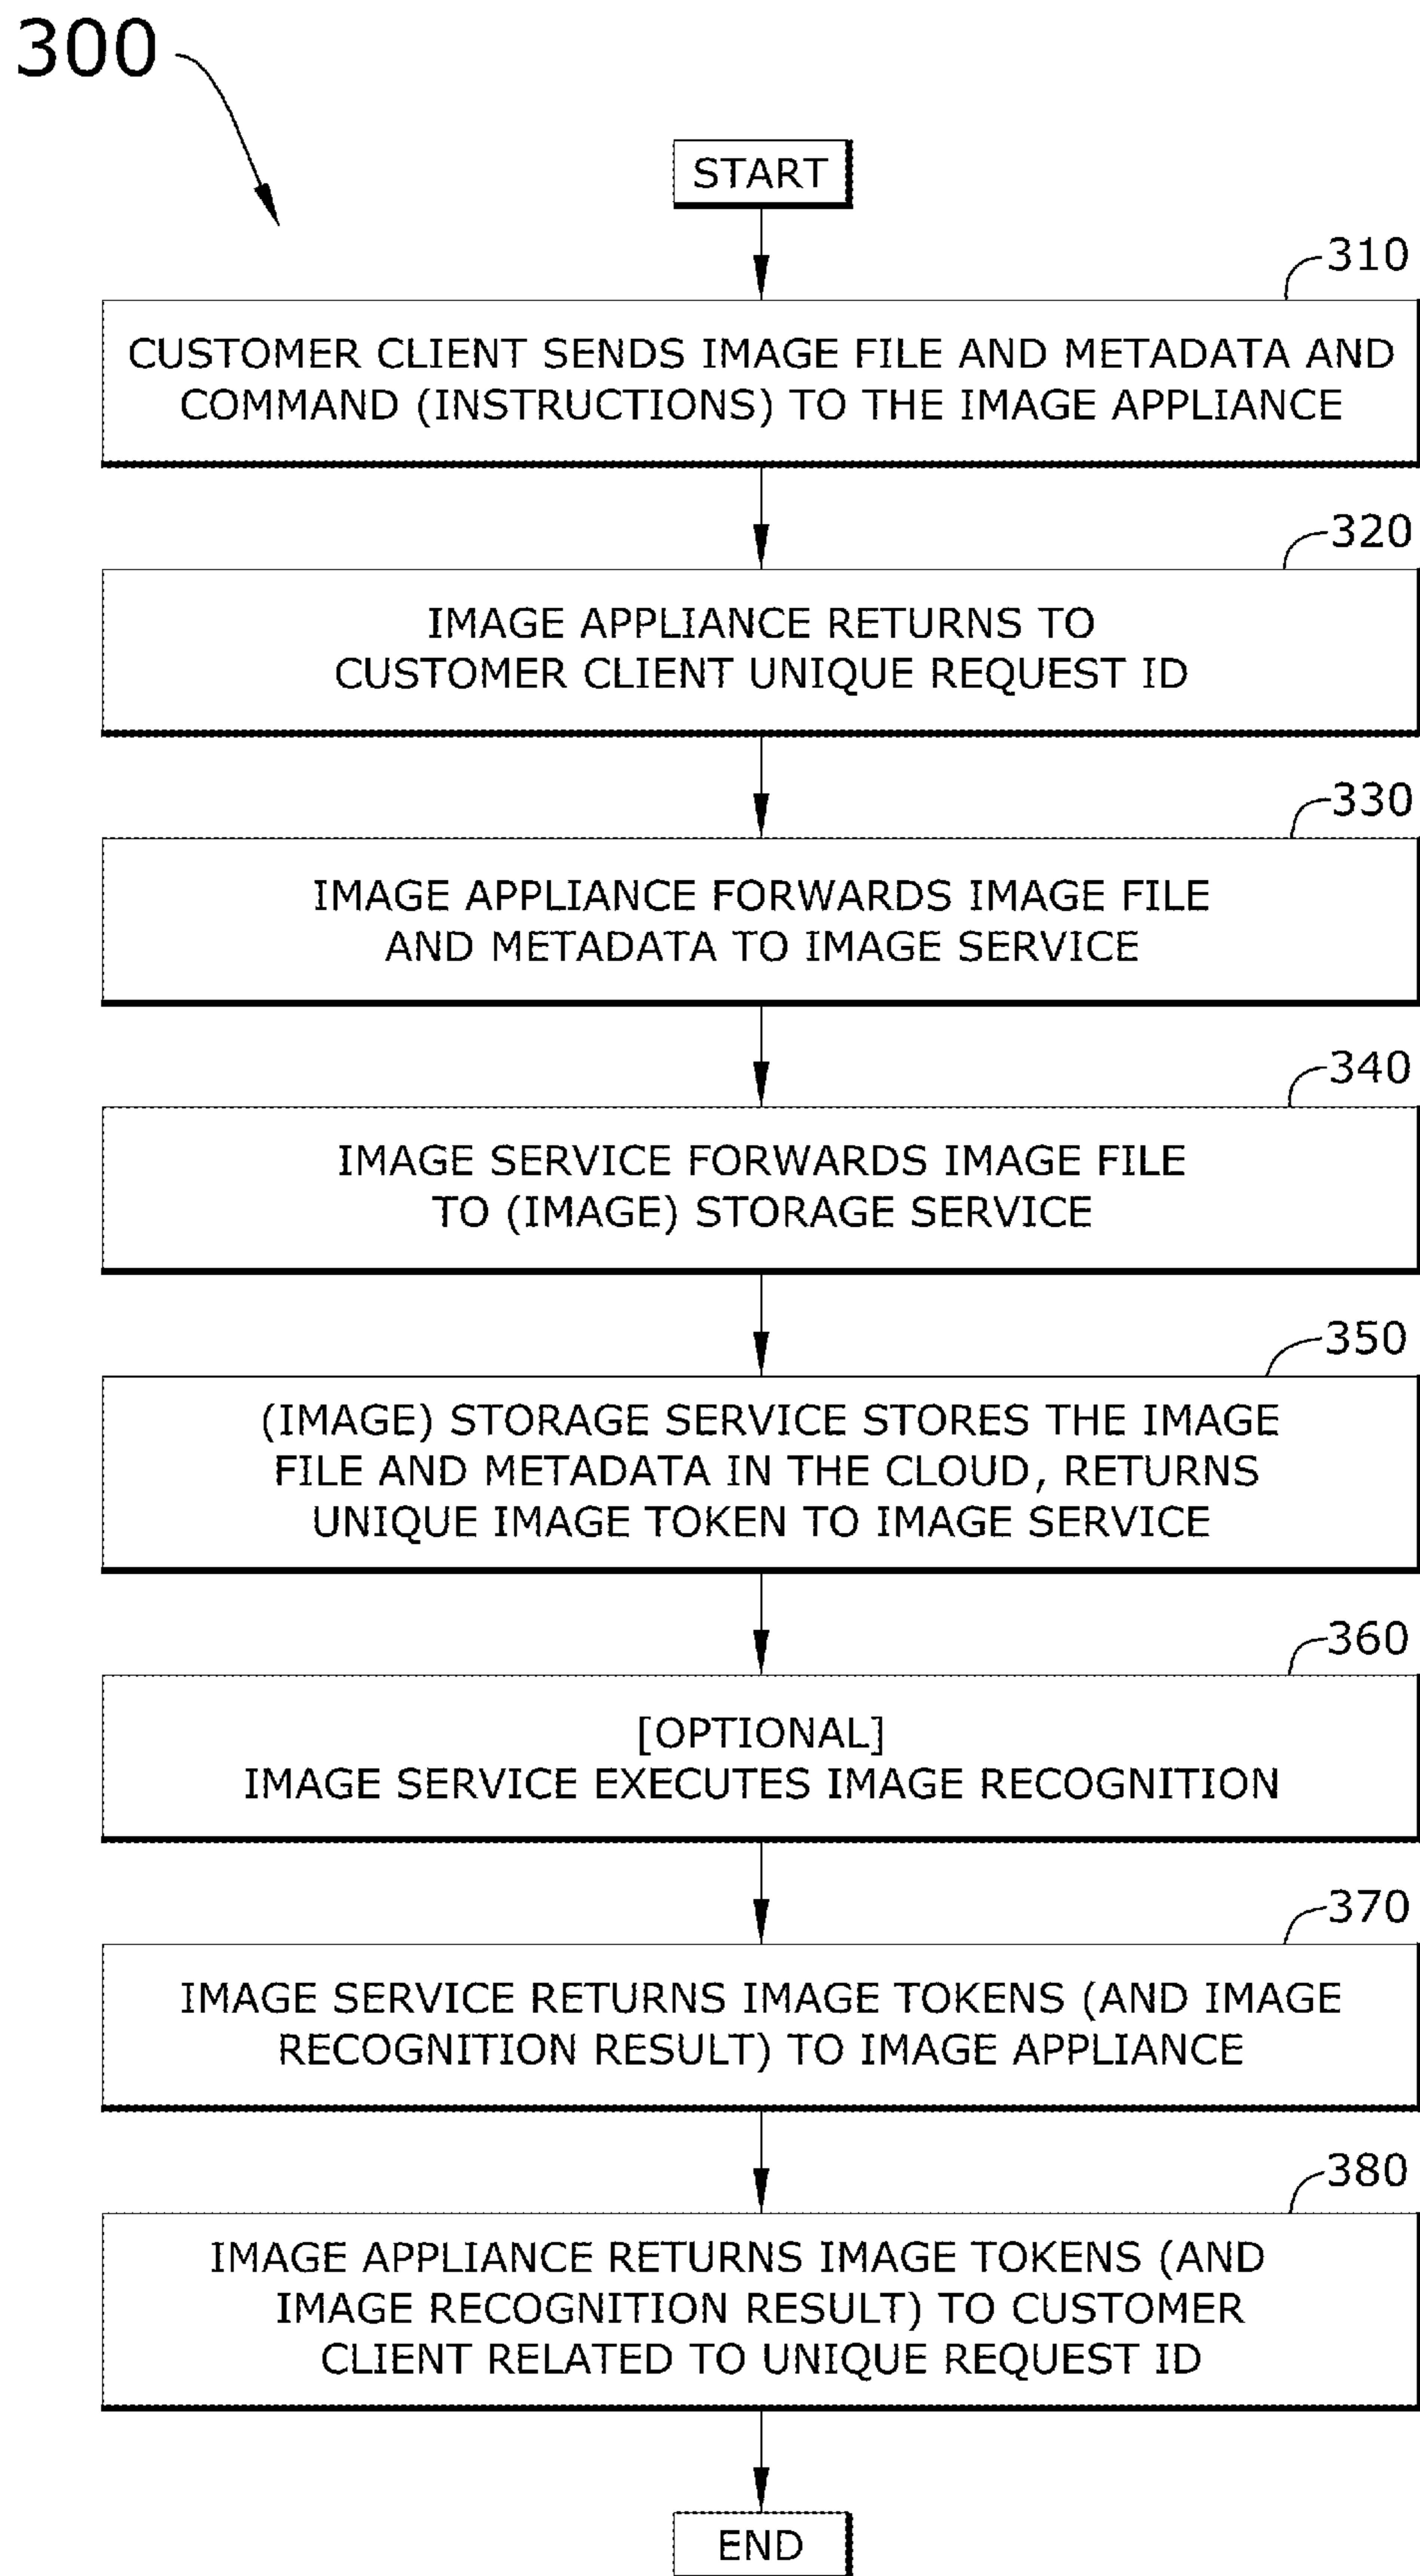 300
START
310
CUSTOMER CLIENT SENDS IMAGE FILE AND METADATA AND
COMMAND (INSTRUCTIONS) TO THE IMAGE APPLIANCE
320
IMAGE APPLIANCE RETURNS TO
CUSTOMER CLIENT UNIQUE REQUEST ID
330
IMAGE APPLIANCE FORWARDS IMAGE FILE
AND METADATA TO IMAGE SERVICE
340
IMAGE SERVICE FORWARDS IMAGE FILE
TO (IMAGE) STORAGE SERVICE
350
(IMAGE) STORAGE SERVICE STORES THE IMAGE
FILE AND METADATA IN THE CLOUD, RETURNS
UNIQUE IMAGE TOKEN TO IMAGE SERVICE
360
[OPTIONAL]
IMAGE SERVICE EXECUTES IMAGE RECOGNITION
370
IMAGE SERVICE RETURNS IMAGE TOKENS (AND IMAGE
RECOGNITION RESULT) TO IMAGE APPLIANCE
380
IMAGE APPLIANCE RETURNS IMAGE TOKENS (AND
IMAGE RECOGNITION RESULT) TO CUSTOMER
CLIENT RELATED TO UNIQUE REQUEST ID
END